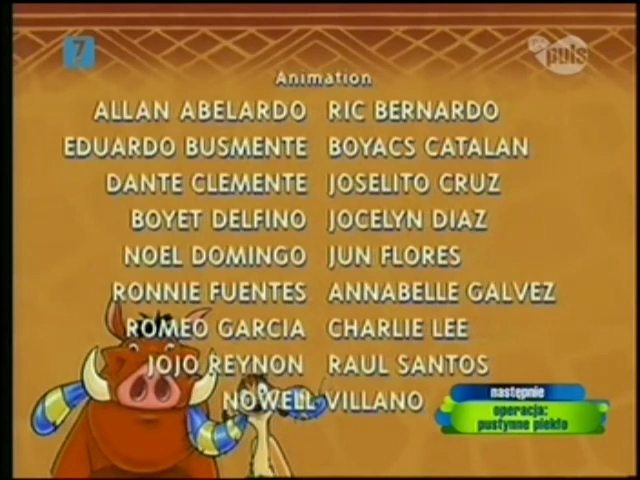 7
tv
puls
Animation
ALLAN ABELARDO RIC BERNARDO
EDUARDO BUSMENTE BOYACS CATALAN
DANTE CLEMENTE JOSELITO CRUZ
BOYET DELFINO JOCELYN DIAZ
NOEL DOMINGO JUN FLORES
RONNIE FUENTES ANNABELLE GALVEZ
ROMEO GARCIA CHARLIE LEE
JOJO REYNON RAUL SANTOS
NOWELL VILLANO
następnie
operacja:
pustynne piekło